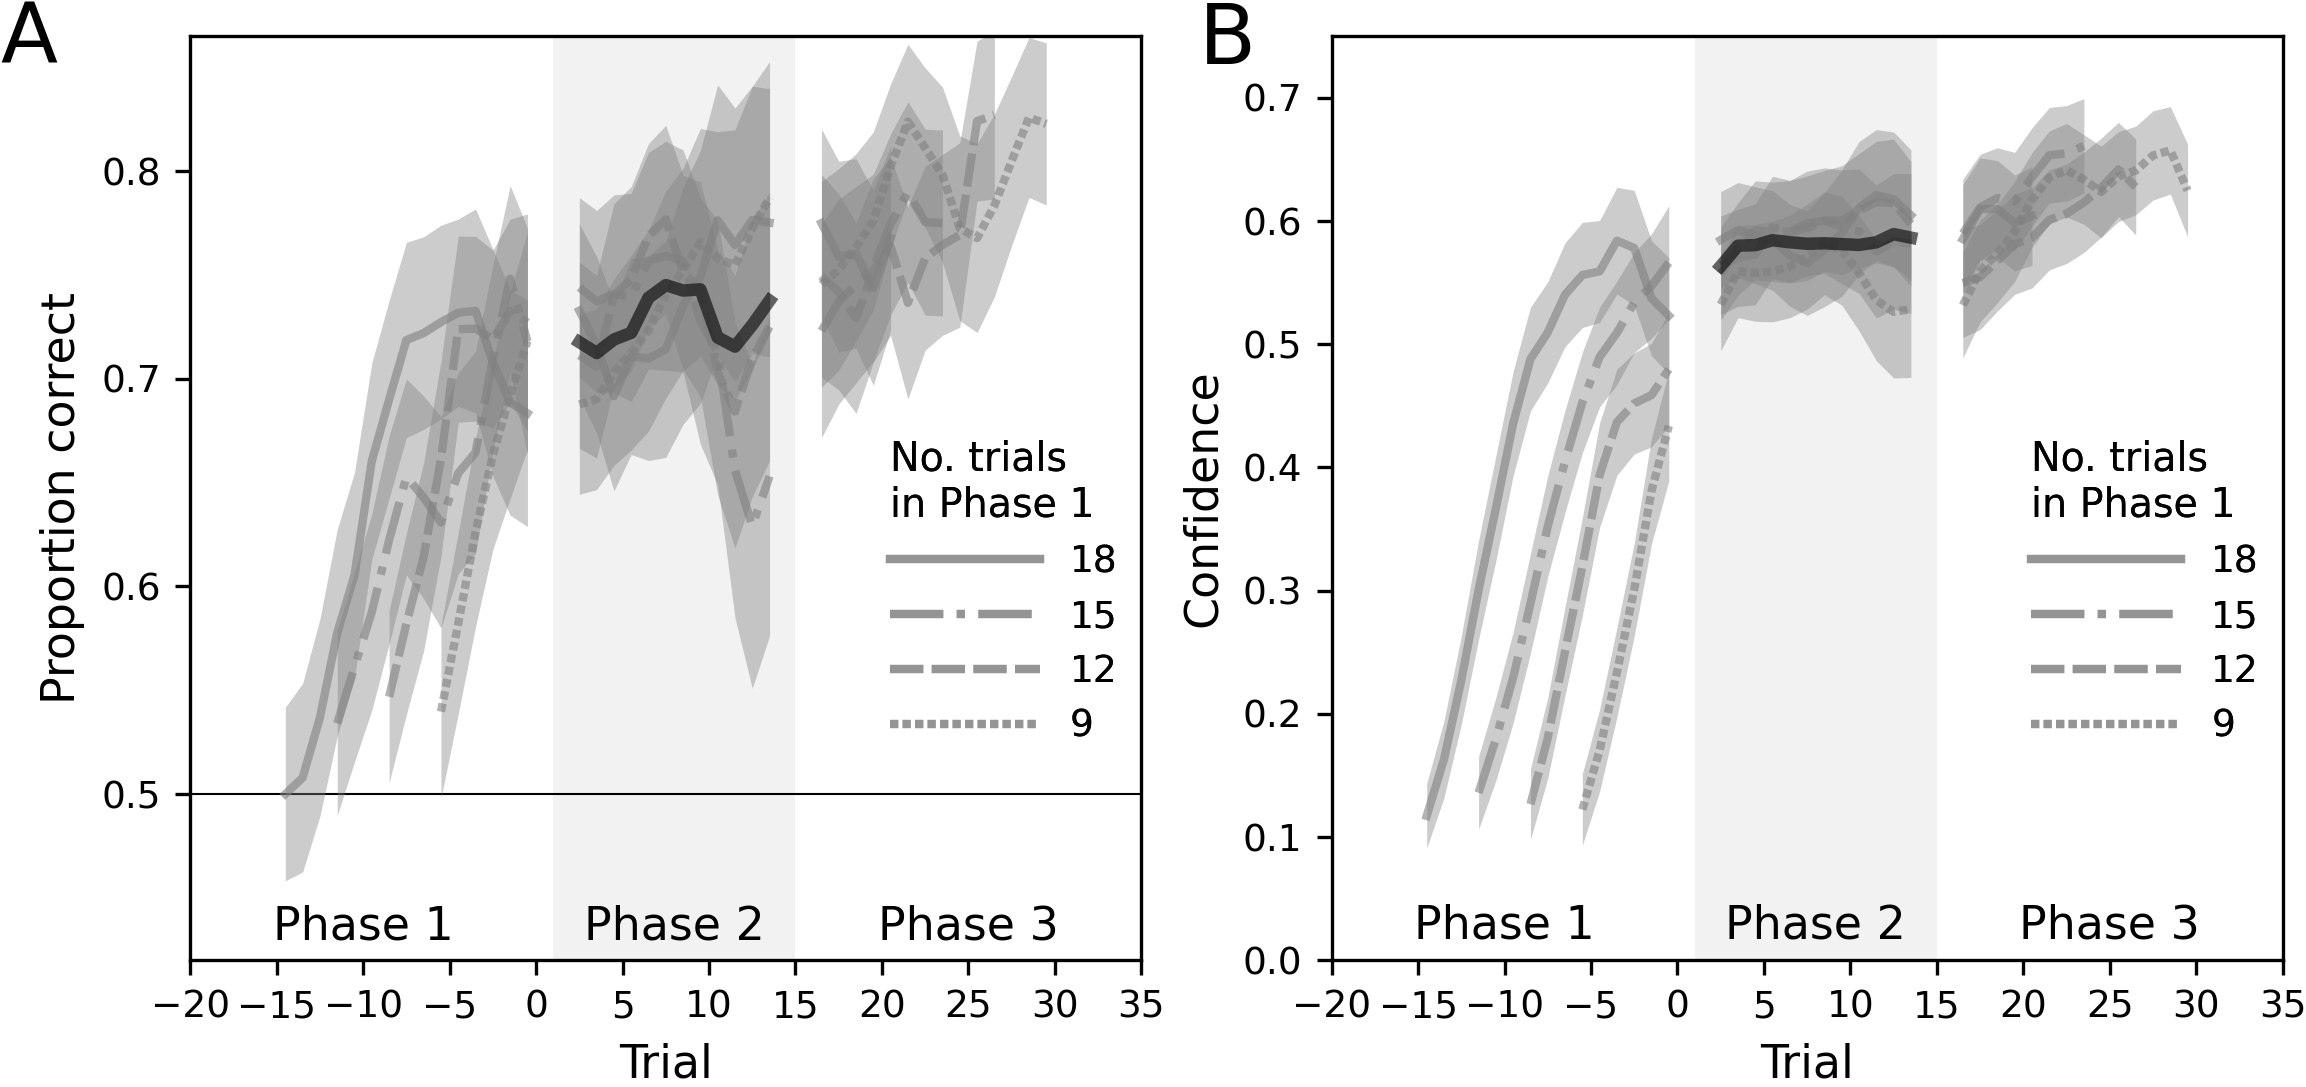 A
Proportion correct
0.8
0.7
0.6
0.5
No. trials
in Phase 1
18
15
12
9
Phase 1
Phase 2
Phase 3
−20 −15 −10 −5 0 5 10 15 20 25 30 35
Trial
B
Confidence
0.7
0.6
0.5
0.4
0.3
0.2
0.1
0.0
No. trials
in Phase 1
18
15
12
9
Phase 1
Phase 2
Phase 3
−20 −15 −10 −5 0 5 10 15 20 25 30 35
Trial